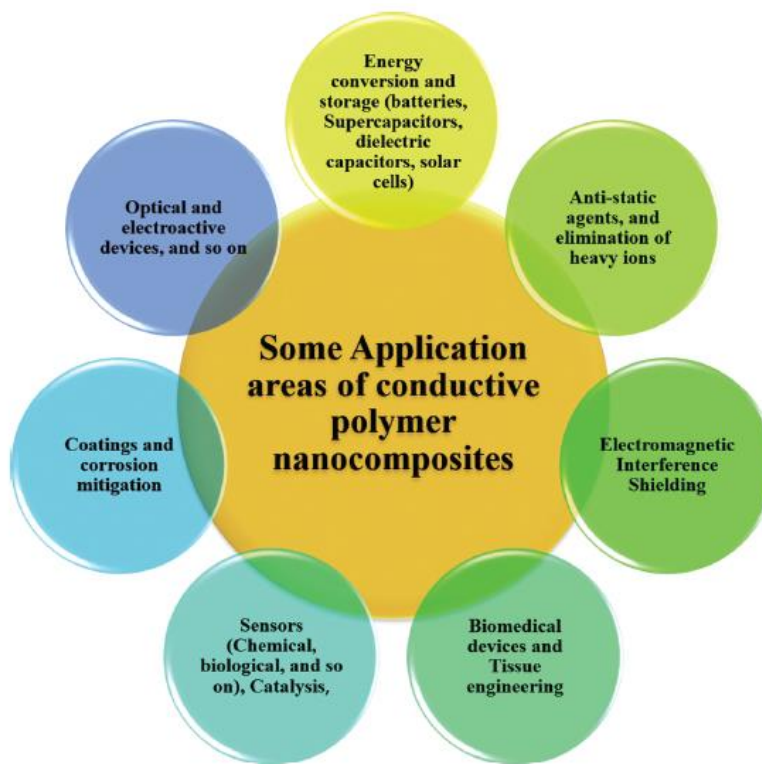 Energy
conversion and
storage (batteries,
Supercapacitors,
dielectric
capacitors, solar
cells)
Anti-static
agents, and
elimination of
heavy ions
Electromagnetic
Interference
Shielding
Biomedical
devices and
Tissue
engineering
Sensors
(Chemical,
biological, and so
on), Catalysis,
Coatings and
corrosion
mitigation
Optical and
electroactive
devices, and so on
Some Application
areas of conductive
polymer
nanocomposites